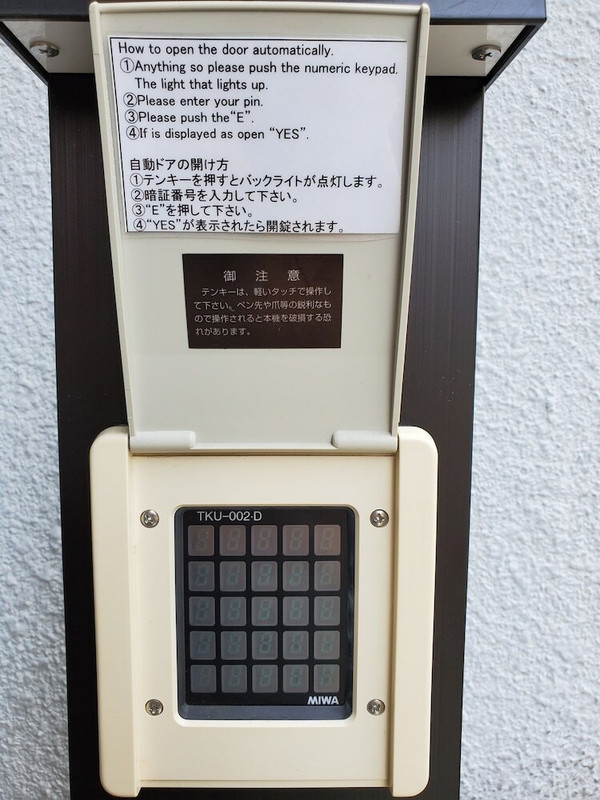 How to open the door automatically.
①Anything so please push the numeric keypad.
The light that lights up.
②Please enter your pin.
③Please push the“E”.
④If is displayed as open “YES”.
自動ドアの開け方
①テンキーを押すとバックライトが点灯します。
②暗証番号を入力して下さい。
③“E”を押して下さい。
④“YES”が表示されたら開錠されます。
御注意
テンキーは、軽いタッチで操作し
て下さい。ペン先や爪等の鋭利なも
ので操作されると本機を破損する恐
れがあります。
TKU-002・D
MIWA